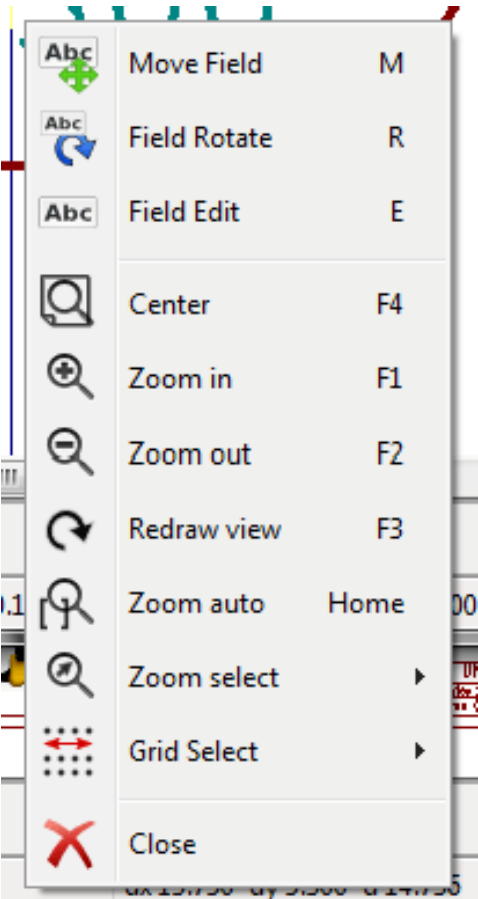 Abc Move Field M
Abc Field Rotate R
Abc Field Edit E
Center F4
Zoom in F1
Zoom out F2
Redraw view F3
Zoom auto Home
Zoom select
Grid Select
Close